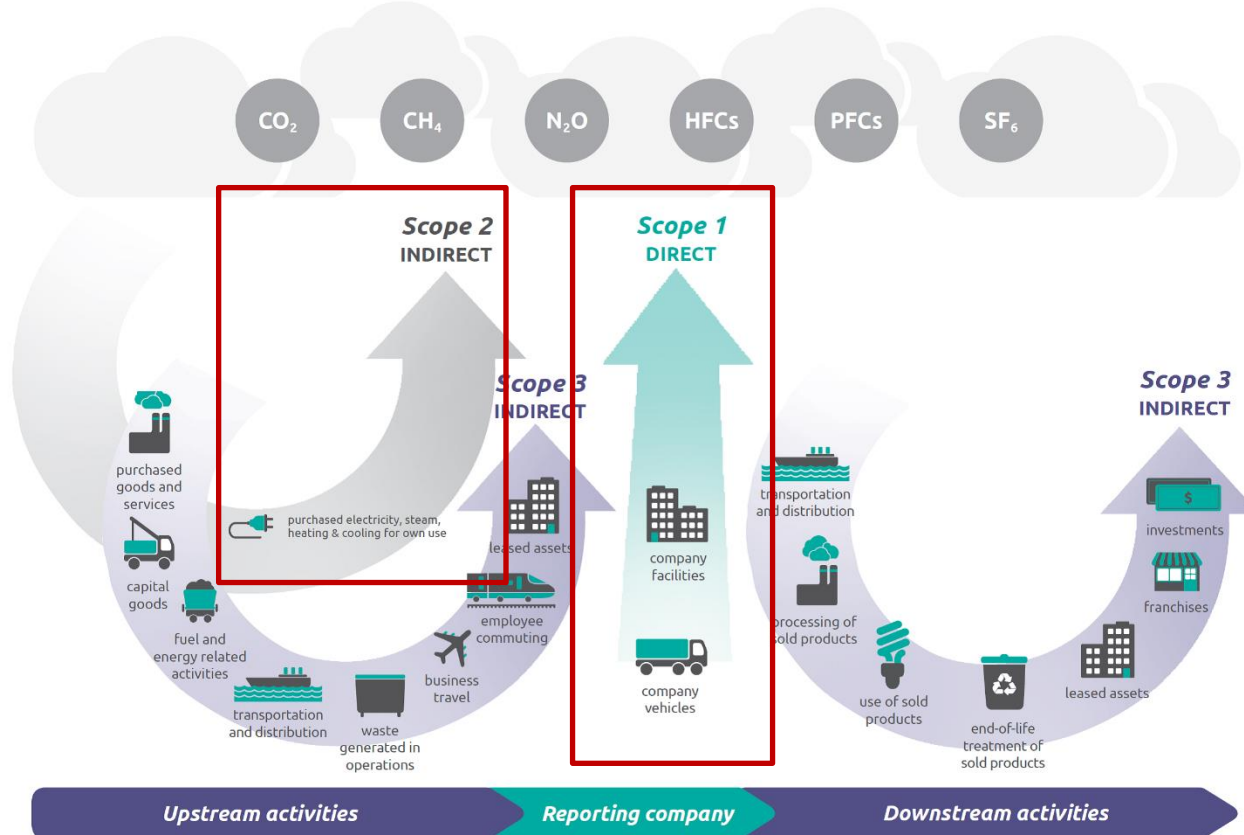 CO₂
CH₄
N₂O
HFCs
PFCs
SF₆
Scope 2
INDIRECT
Scope 1
DIRECT
Scope 3
INDIRECT
Scope 3
INDIRECT
purchased
goods and
services
capital
goods
fuel and
energy related
activities
transportation
and distribution
waste
generated in
operations
business
travel
employee
commuting
leased assets
purchased electricity, steam,
heating & cooling for own use
company
facilities
company
vehicles
transportation
and distribution
processing of
sold products
use of sold
products
end-of-life
treatment of
sold products
leased assets
franchises
$
investments
Upstream activities
Reporting company
Downstream activities